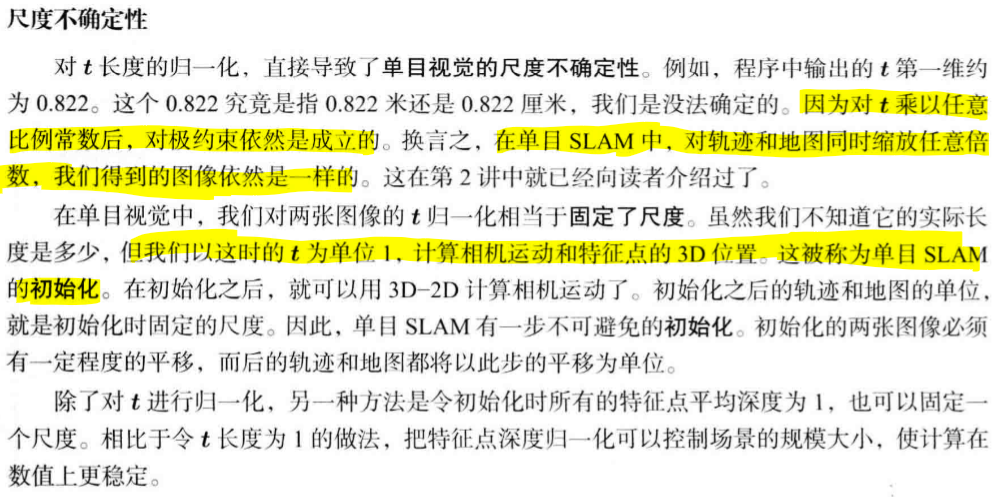 尺度不确定性
对 t 长度的归一化，直接导致了单目视觉的尺度不确定性。例如，程序中输出的 t 第一维约
为 0.822。这个 0.822 究竟是指 0.822 米还是 0.822 厘米，我们是没法确定的。因为对 t 乘以任意
比例常数后，对极约束依然是成立的。换言之，在单目 SLAM 中，对轨迹和地图同时缩放任意倍
数，我们得到的图像依然是一样的。这在第 2 讲中就已经向读者介绍过了。
在单目视觉中，我们对两张图像的 t 归一化相当于固定了尺度。虽然我们不知道它的实际长
度是多少，但我们以这时的 t 为单位 1，计算相机运动和特征点的 3D 位置。这被称为单目 SLAM
的初始化。在初始化之后，就可以用 3D–2D 计算相机运动了。初始化之后的轨迹和地图的单位，
就是初始化时固定的尺度。因此，单目 SLAM 有一步不可避免的初始化。初始化的两张图像必须
有一定程度的平移，而后的轨迹和地图都将以此步的平移为单位。
除了对 t 进行归一化，另一种方法是令初始化时所有的特征点平均深度为 1，也可以固定一
个尺度。相比于令 t 长度为 1 的做法，把特征点深度归一化可以控制场景的规模大小，使计算在
数值上更稳定。